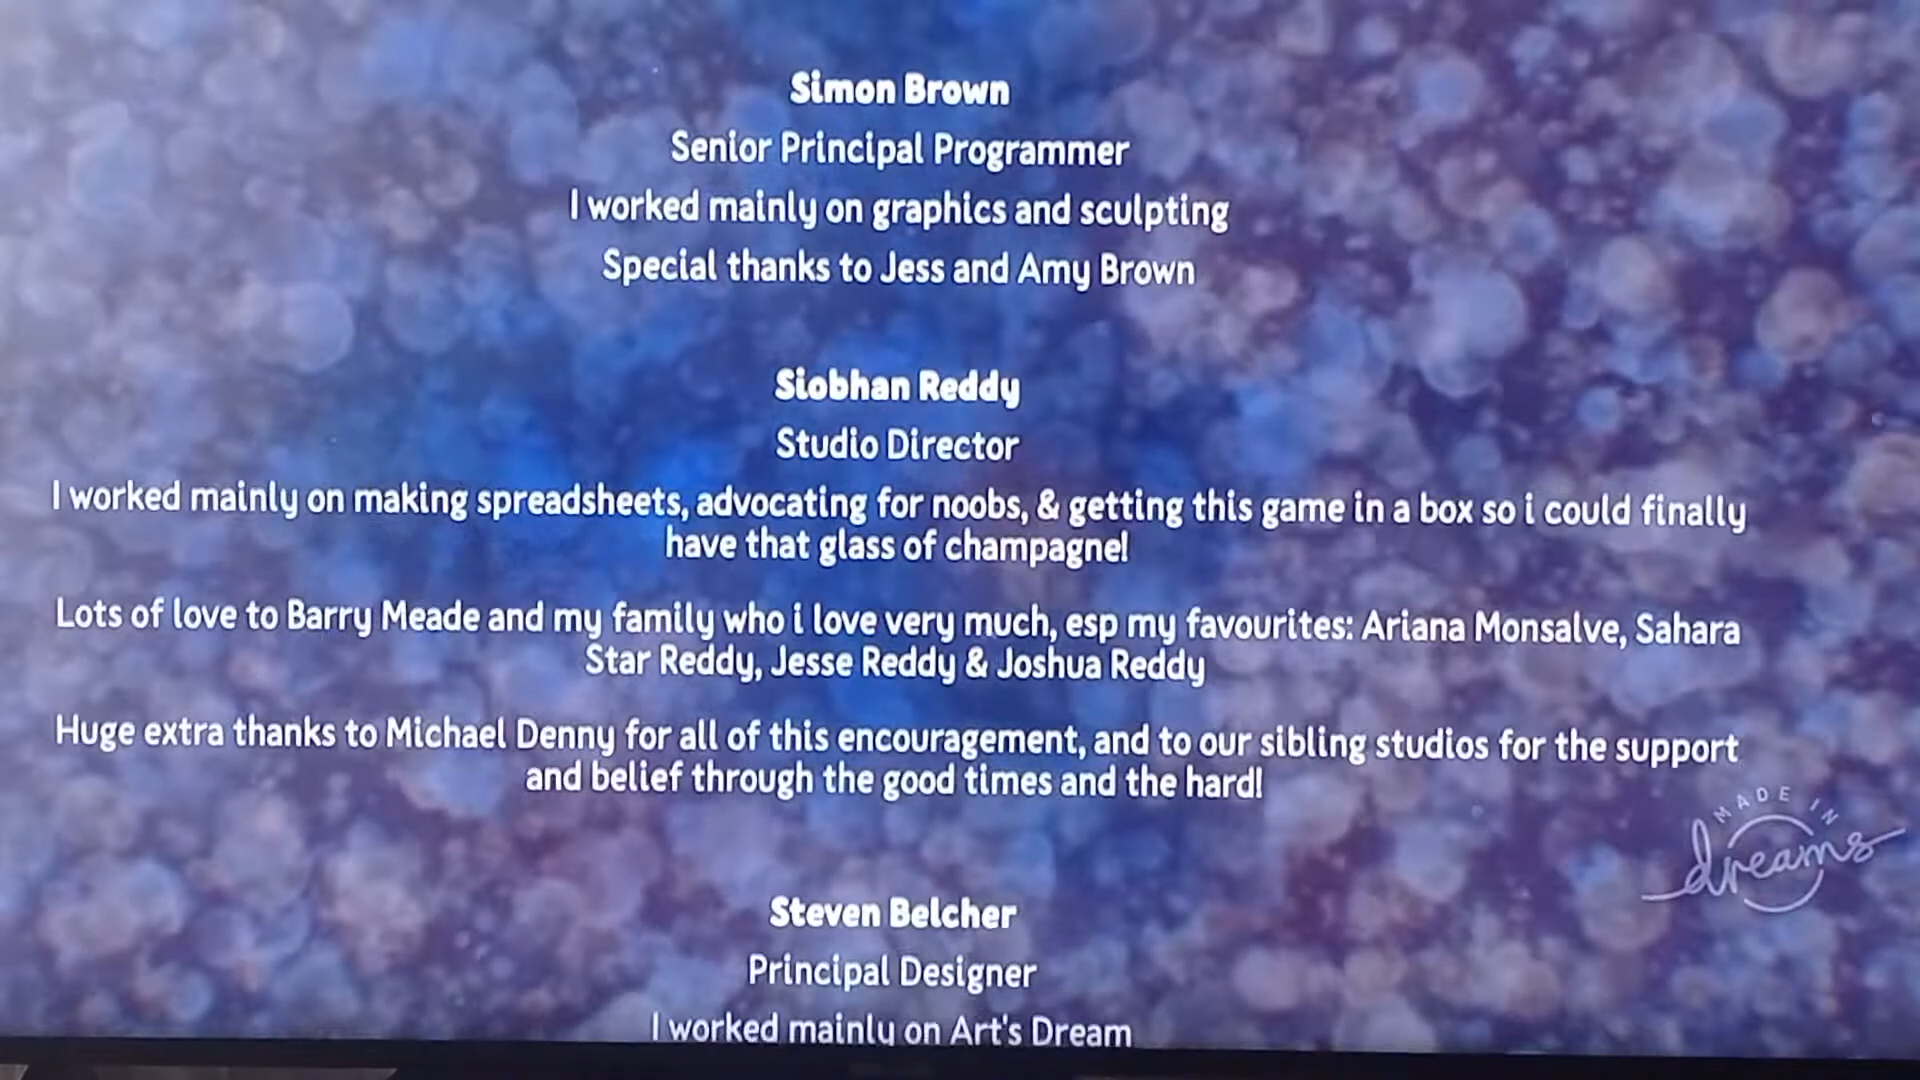 Simon Brown
Senior Principal Programmer
I worked mainly on graphics and sculpting
Special thanks to Jess and Amy Brown
Siobhan Reddy
Studio Director
I worked mainly on making spreadsheets, advocating for noobs, & getting this game in a box so i could finally
have that glass of champagne!
Lots of love to Barry Meade and my family who i love very much, esp my favourites: Ariana Monsalve, Sahara
Star Reddy, Jesse Reddy & Joshua Reddy
Huge extra thanks to Michael Denny for all of this encouragement, and to our sibling studios for the support
and belief through the good times and the hard!
MADE IN
dreams
Steven Belcher
Principal Designer
I worked mainly on Art's Dream